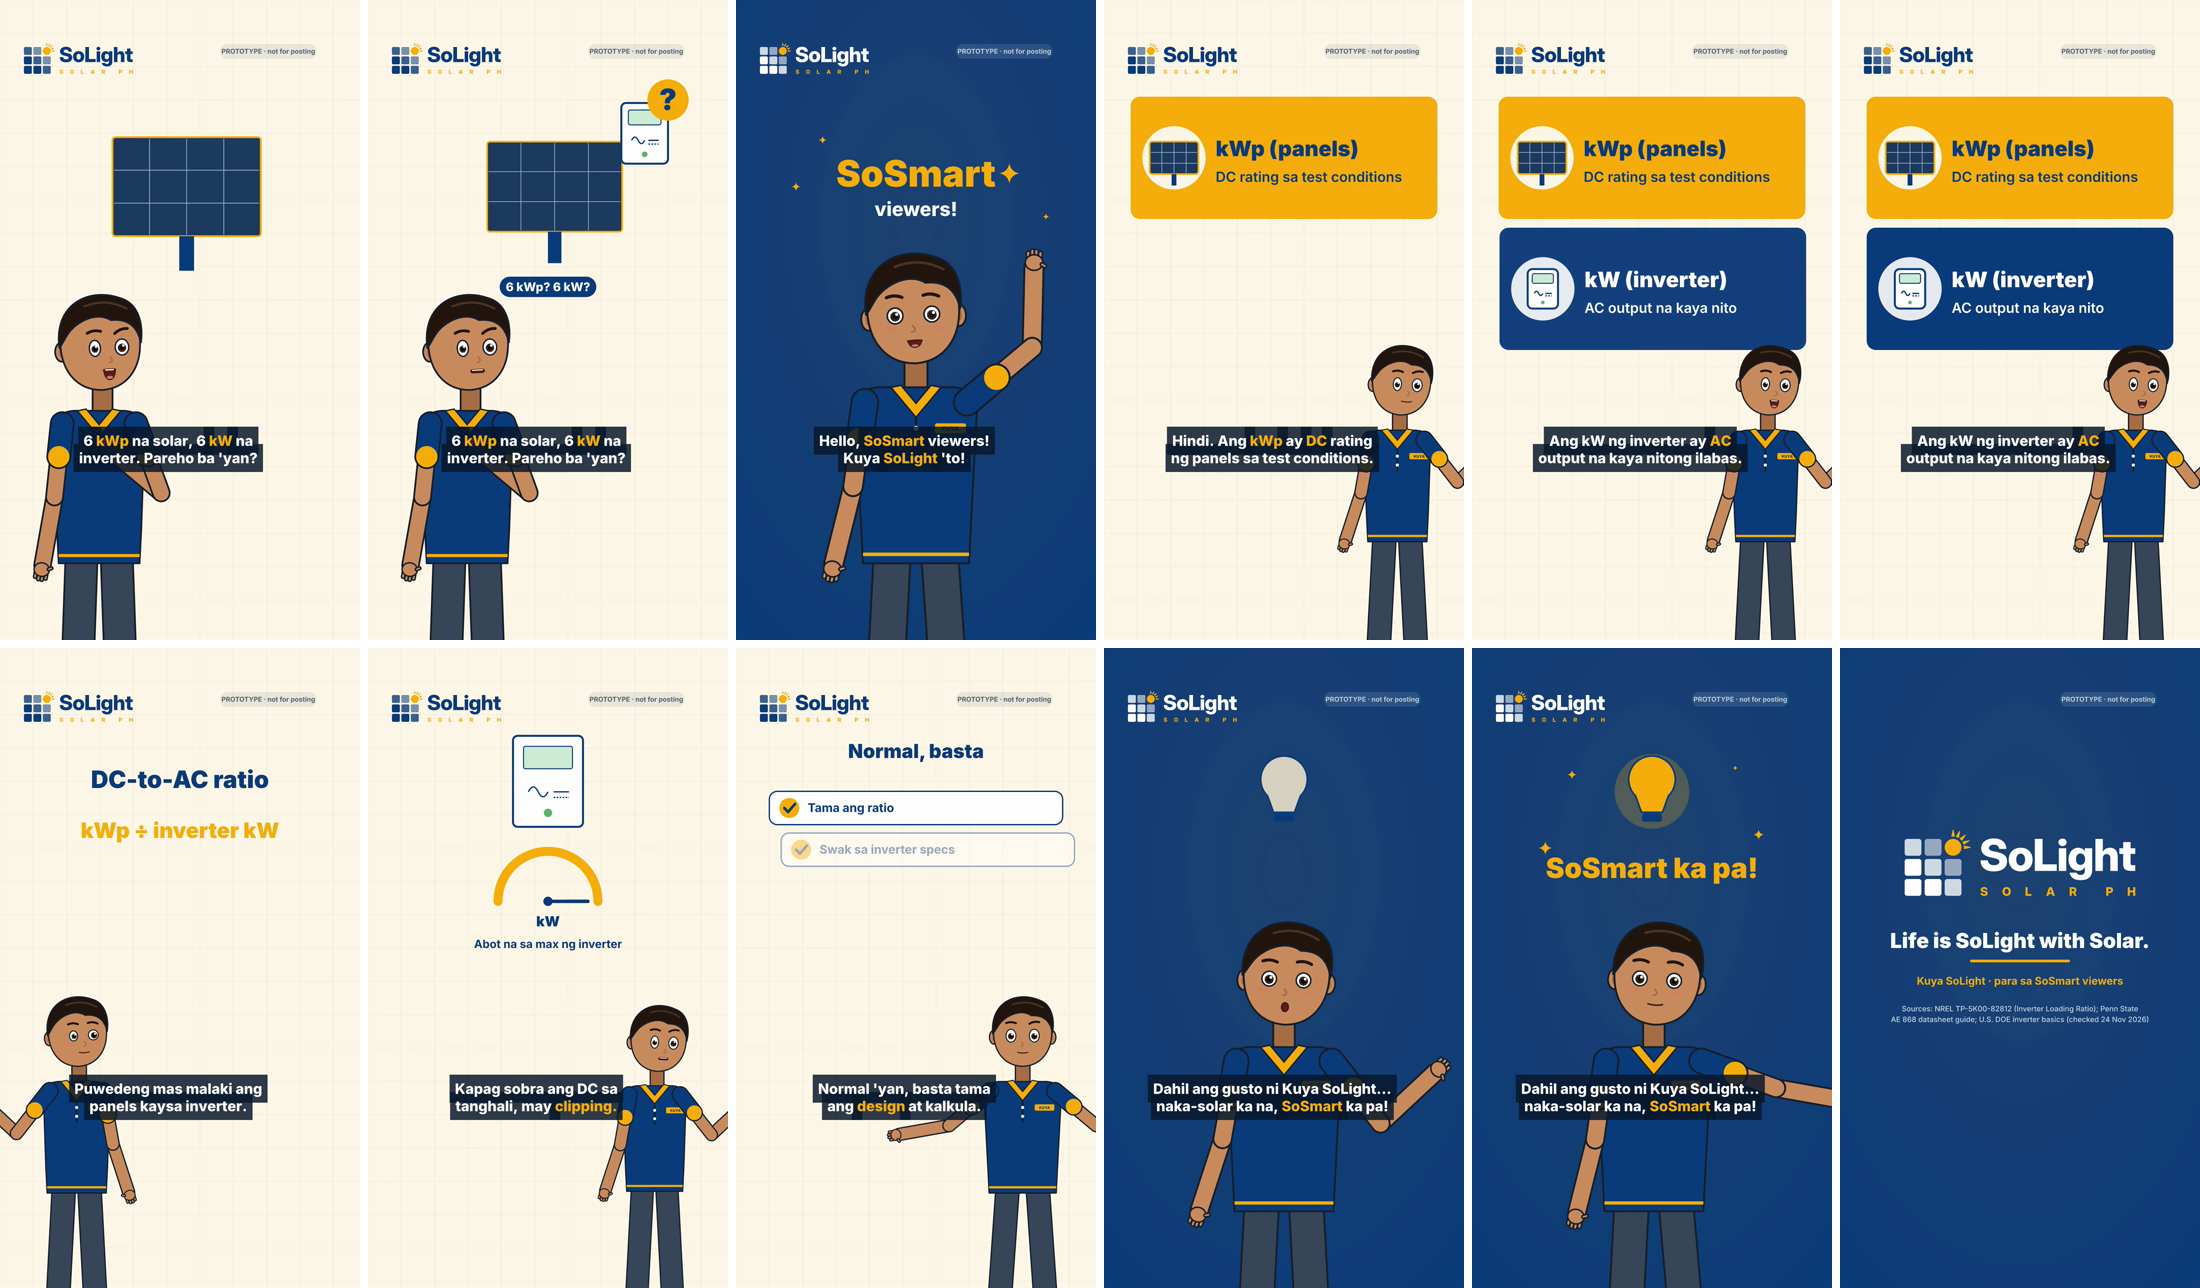 SoLight
SOLAR PH
PROTOTYPE - not for posting
6 kWp na solar, 6 kW na
inverter. Pareho ba 'yan?
SoLight
SOLAR PH
PROTOTYPE - not for posting
?
6 kWp? 6 kW?
6 kWp na solar, 6 kW na
inverter. Pareho ba 'yan?
SoLight
SOLAR PH
PROTOTYPE - not for posting
SoSmart
viewers!
Hello, SoSmart viewers!
Kuya SoLight 'to!
SoLight
SOLAR PH
PROTOTYPE - not for posting
kWp (panels)
DC rating sa test conditions
Hindi. Ang kWp ay DC rating
ng panels sa test conditions.
KUYA
SoLight
SOLAR PH
PROTOTYPE - not for posting
kWp (panels)
DC rating sa test conditions
kW (inverter)
AC output na kaya nito
Ang kW ng inverter ay AC
output na kaya nitong ilabas.
KUYA
SoLight
SOLAR PH
PROTOTYPE - not for posting
kWp (panels)
DC rating sa test conditions
kW (inverter)
AC output na kaya nito
Ang kW ng inverter ay AC
output na kaya nitong ilabas.
KUYA
SoLight
SOLAR PH
PROTOTYPE - not for posting
DC-to-AC ratio
kWp ÷ inverter kW
Puwedeng mas malaki ang
panels kaysa inverter.
SoLight
SOLAR PH
PROTOTYPE - not for posting
kW
Abot na sa max ng inverter
Kapag sobra ang DC sa
tanghali, may clipping.
KUYA
SoLight
SOLAR PH
PROTOTYPE - not for posting
Normal, basta
Tama ang ratio
Swak sa inverter specs
Normal 'yan, basta tama
ang design at kalkula.
KUYA
SoLight
SOLAR PH
PROTOTYPE - not for posting
Dahil ang gusto ni Kuya SoLight...
naka-solar ka na, SoSmart ka pa!
SoLight
SOLAR PH
PROTOTYPE - not for posting
SoSmart ka pa!
Dahil ang gusto ni Kuya SoLight...
naka-solar ka na, SoSmart ka pa!
PROTOTYPE - not for posting
SoLight
SOLAR PH
Life is SoLight with Solar.
Kuya SoLight · para sa SoSmart viewers
Sources: NREL TP-5K00-82812 (Inverter Loading Ratio); Penn State
AE 868 datasheet guide; U.S. DOE inverter basics (checked 24 Nov 2026)